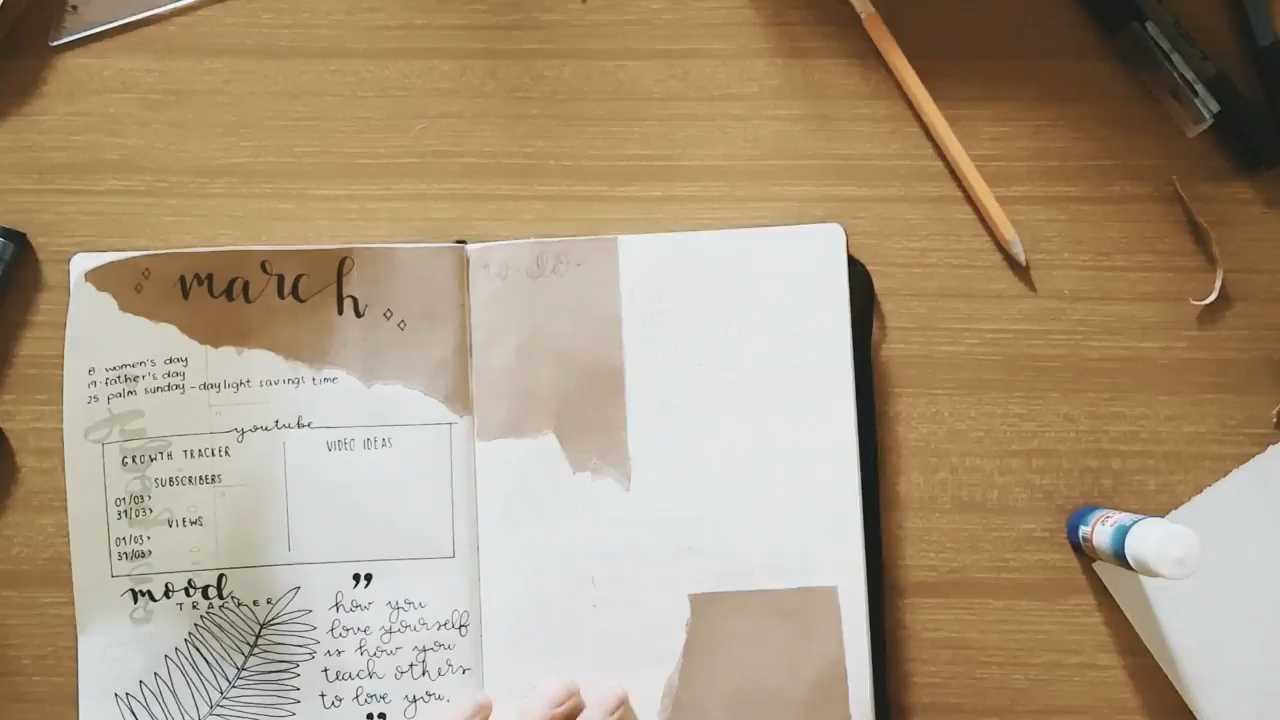 march
8 women's day
19 · father's day
25 palm sunday - daylight savings time
youtube
GROWTH TRACKER
SUBSCRIBERS
01/03>
31/03>
VIEWS
01/03>
31/03>
VIDEO IDEAS
mood
TRACKER
”
how you
love yourself
is how you
teach others
to love you.
”
to-do-